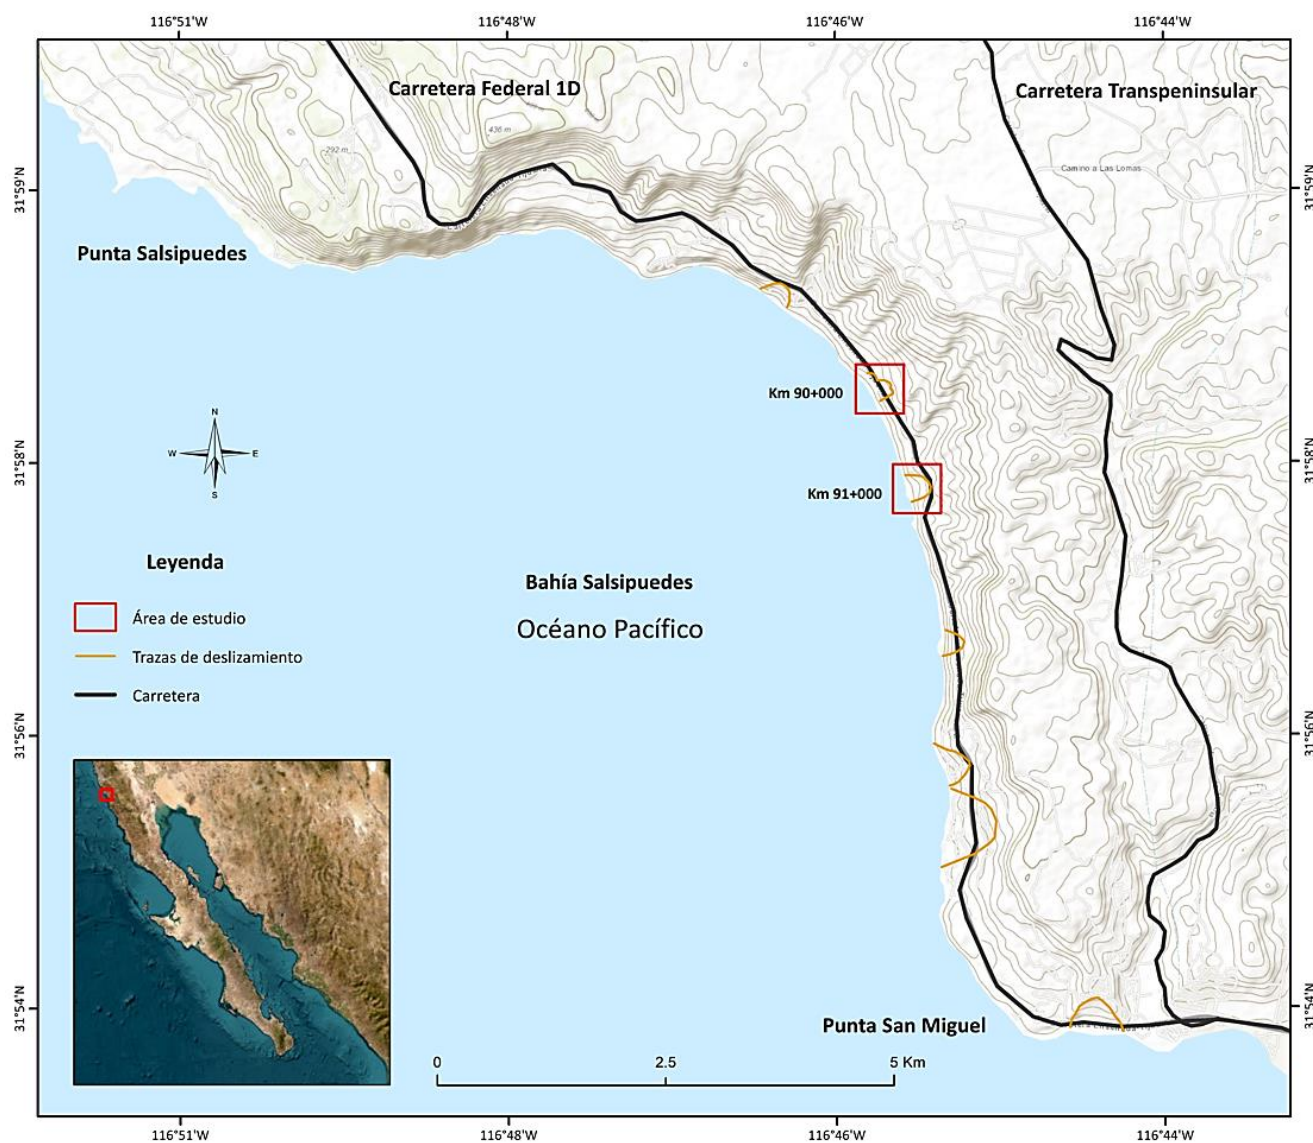 116°51'W
116°48'W
116°46'W
116°44'W
Carretera Federal 1D
Carretera Transpeninsular
436 m
292 m
Camino a Las Lomas
31°59'N
31°59'N
Punta Salsipuedes
Km 90+000
N
W
E
S
31°58'N
31°58'N
Km 91+000
Leyenda
Área de estudio
Trazas de deslizamiento
Carretera
Bahía Salsipuedes
Océano Pacífico
31°56'N
31°56'N
31°54'N
31°54'N
Punta San Miguel
0
2.5
5 Km
116°51'W
116°48'W
116°46'W
116°44'W